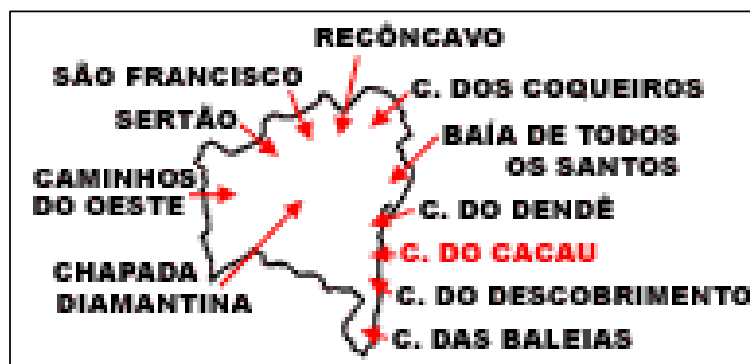 RECÔNCAVO
SÃO FRANCISCO
C. DOS COQUEIROS
SERTÃO
BAÍA DE TODOS
OS SANTOS
CAMINHOS
DO OESTE
C. DO DENDÊ
C. DO CACAU
CHAPADA
DIAMANTINA
C. DO DESCOBRIMENTO
C. DAS BALEIAS